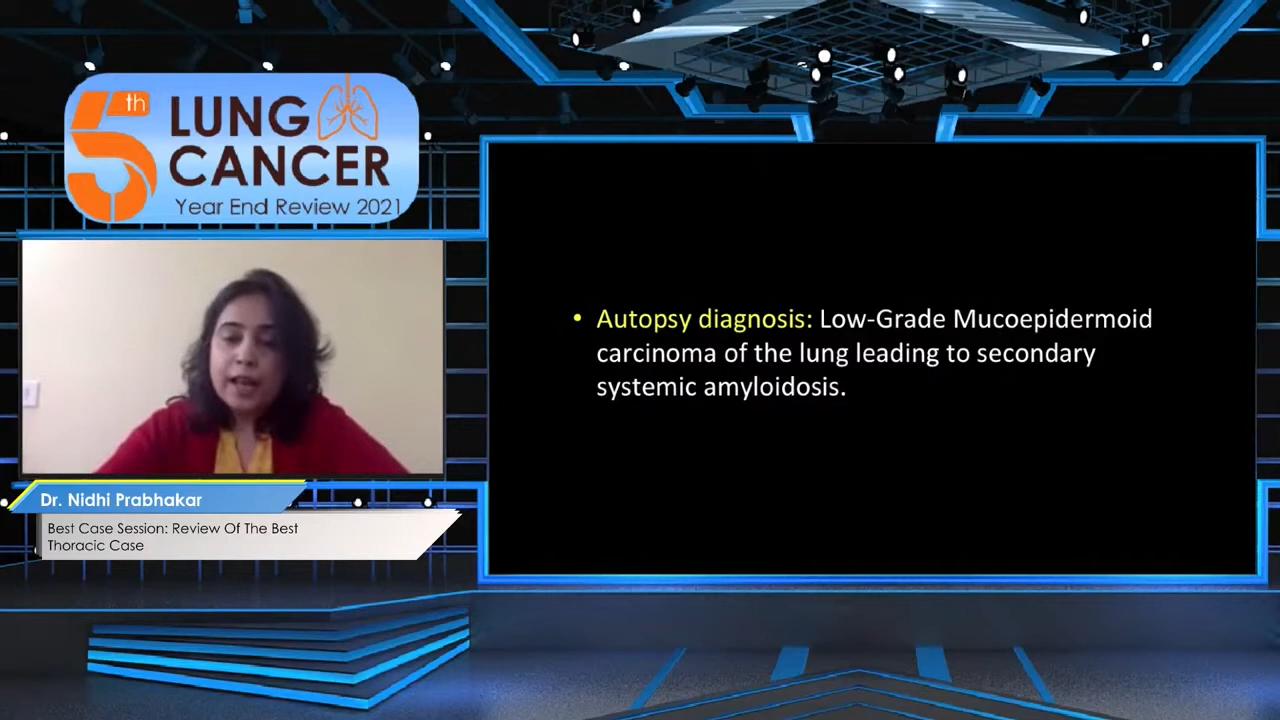 5th
LUNG
CANCER
Year End Review 2021
• Autopsy diagnosis: Low-Grade Mucoepidermoid
carcinoma of the lung leading to secondary
systemic amyloidosis.
Dr. Nidhi Prabhakar
Best Case Session: Review Of The Best
Thoracic Case